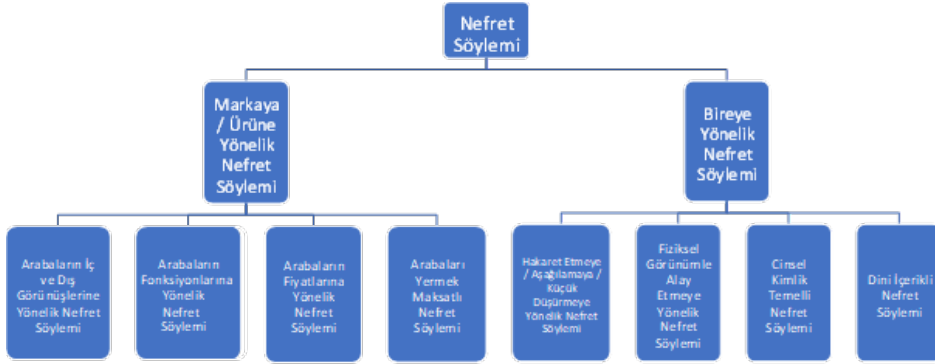 Nefret
Söylemi
Markaya
/ Ürüne
Yönelik
Nefret
Söylemi
Bireye
Yönelik
Nefret
Söylemi
Arabaların İç
ve Dış
Görünüşlerine
Yönelik Nefret
Söylemi
Arabaların
Fonksiyonlarına
Yönelik
Nefret
Söylemi
Arabaların
Fiyatlarına
Yönelik
Nefret
Söylemi
Arabaları
Yermek
Maksatlı
Nefret
Söylemi
Hakaret Etmeye
/ Aşağılamaya /
Küçük
Düşürmeye
Yönelik Nefret
Söylemi
Fiziksel
Görünümle
Alay
Etmeye
Yönelik
Nefret
Söylemi
Cinsel
Kimlik
Temelli
Nefret
Söylemi
Dini İçerikli
Nefret
Söylemi